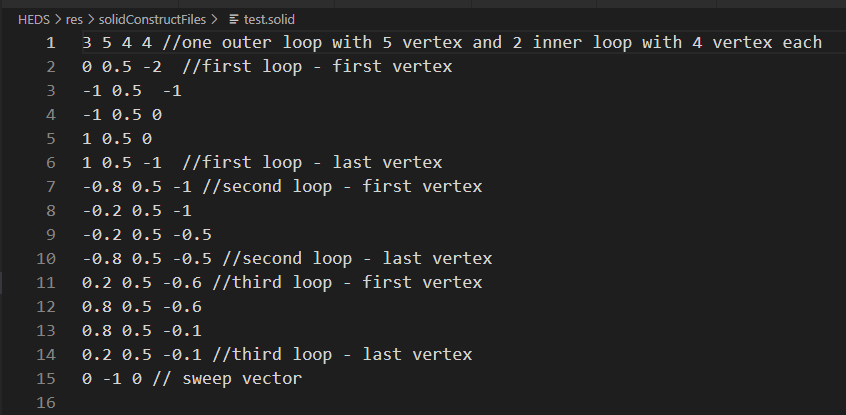 HEDS > res > solidConstructFiles > test.solid
1 3 5 4 4 //one outer loop with 5 vertex and 2 inner loop with 4 vertex each
2 0 0.5 -2  //first loop - first vertex
3 -1 0.5  -1
4 -1 0.5 0
5 1 0.5 0
6 1 0.5 -1  //first loop - last vertex
7 -0.8 0.5 -1 //second loop - first vertex
8 -0.2 0.5 -1
9 -0.2 0.5 -0.5
10 -0.8 0.5 -0.5 //second loop - last vertex
11 0.2 0.5 -0.6 //third loop - first vertex
12 0.8 0.5 -0.6
13 0.8 0.5 -0.1
14 0.2 0.5 -0.1 //third loop - last vertex
15 0 -1 0 // sweep vector
16